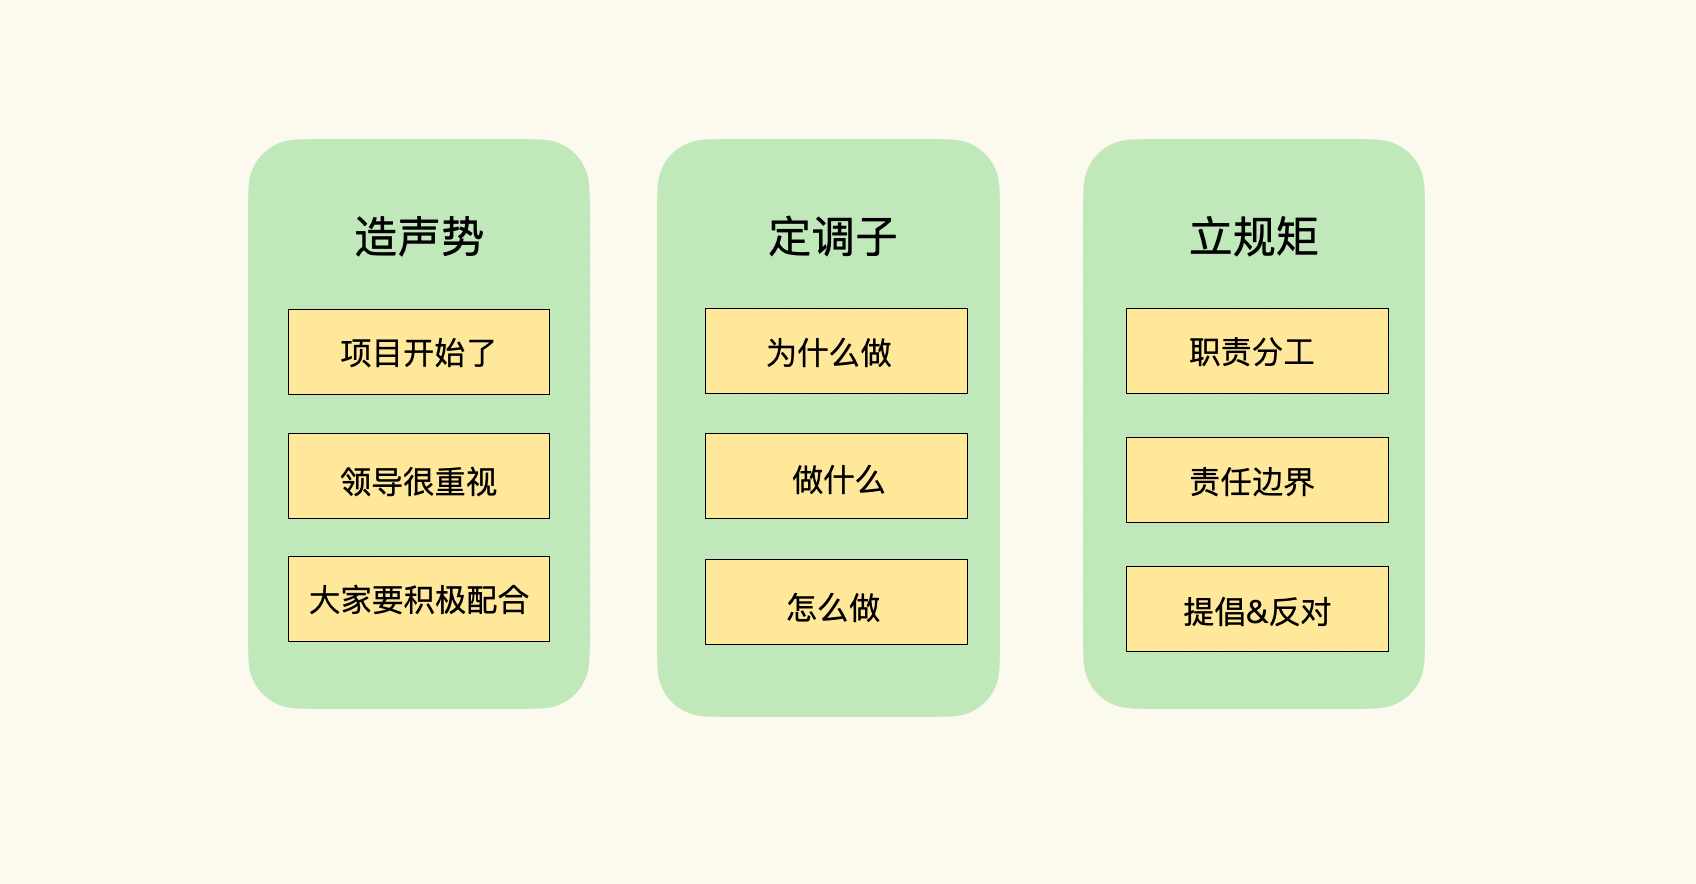 造声势
项目开始了
领导很重视
大家要积极配合
定调子
为什么做
做什么
怎么做
立规矩
职责分工
责任边界
提倡&反对